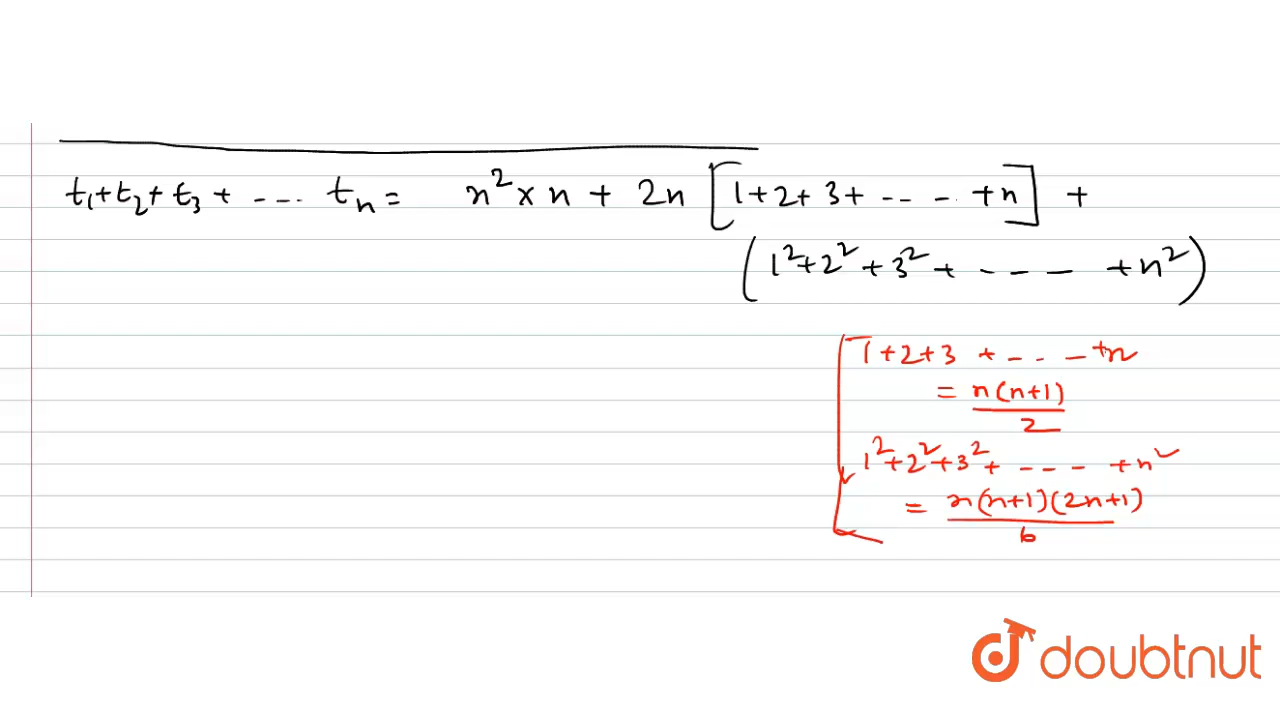 t₁+t₂+t₃+ ---- tₙ = n²×n + 2n [1+2+3+ ---- +n] +
(1²+2²+3²+ --- +n²)
1+2+3 + --- +n
= n(n+1)
2
1²+2²+3²+ --- +n²
= n(n+1)(2n+1)
6
doubtnut